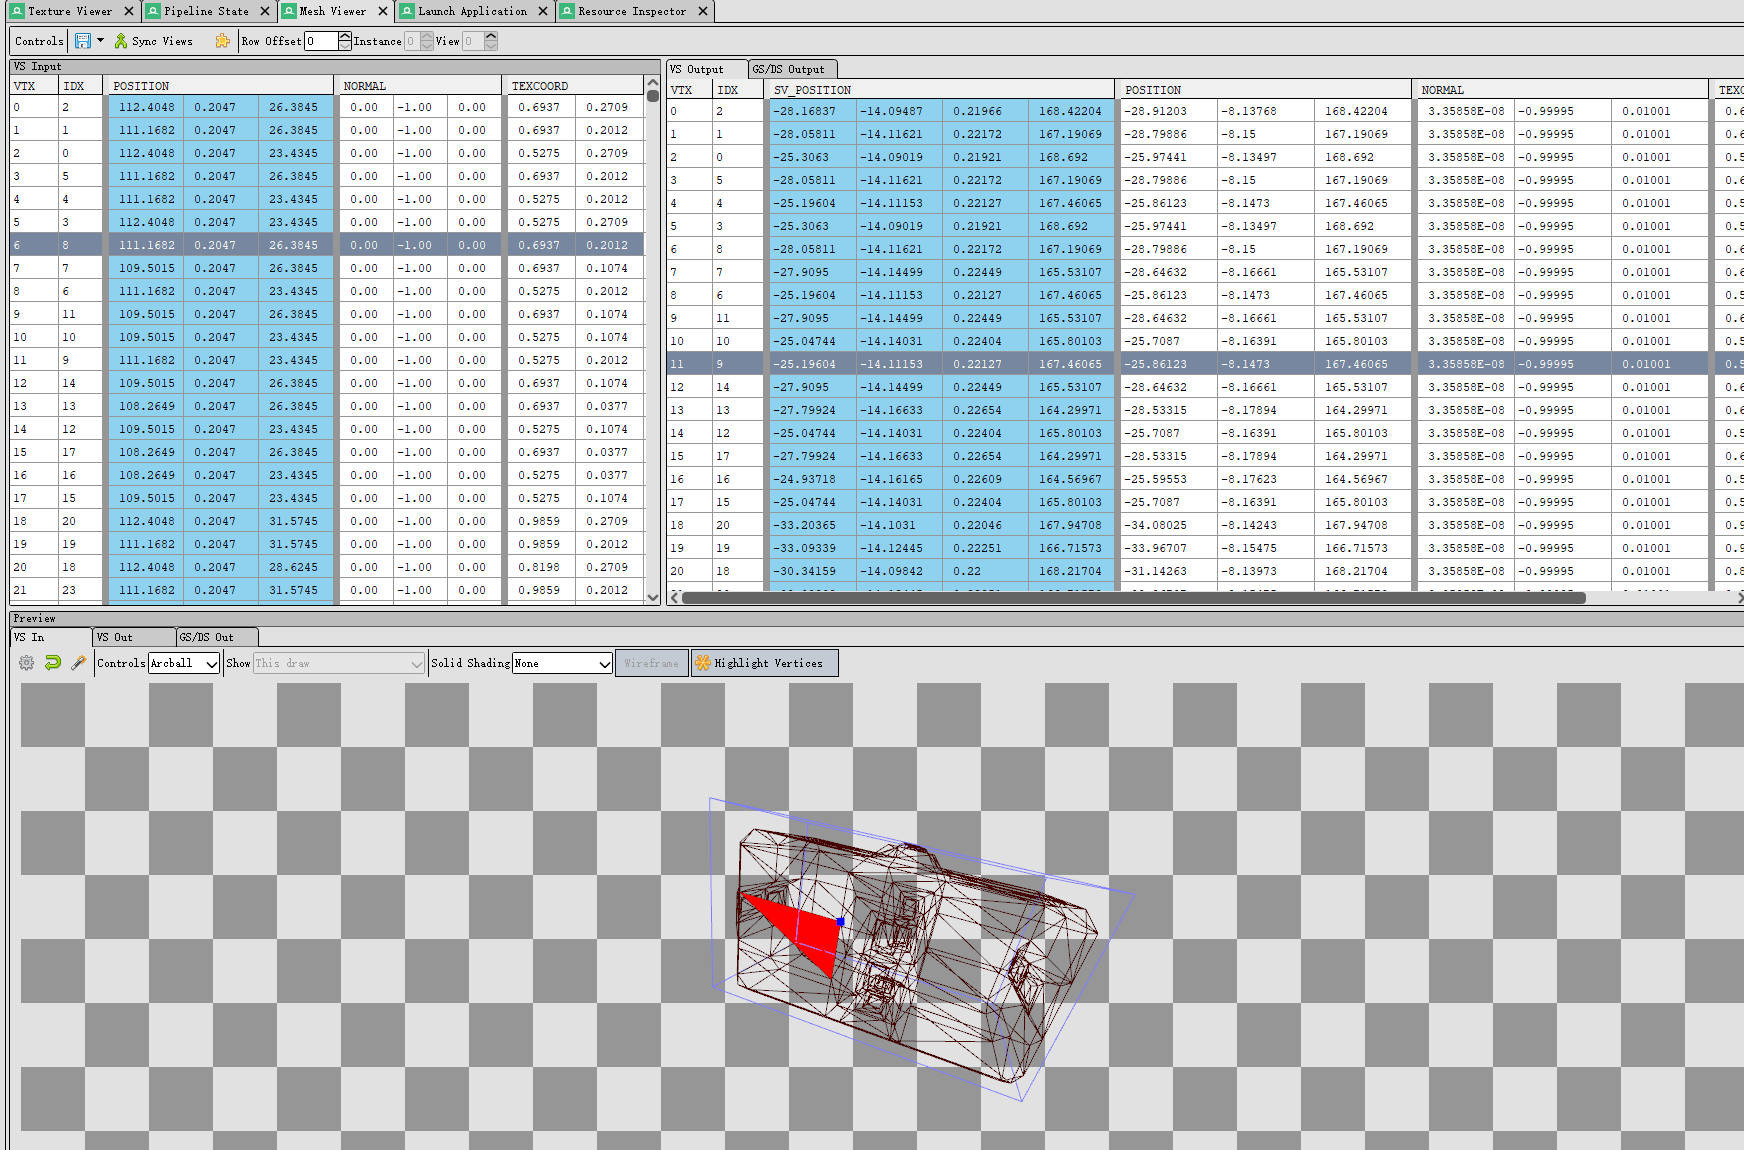 Texture Viewer Pipeline State Mesh Viewer Launch Application Resource Inspector
Controls Sync Views Row Offset 0 Instance 0 View 0
VS Input
VTX IDX POSITION NORMAL TEXCOORD
0 2 112.4048 0.2047 26.3845 0.00 -1.00 0.00 0.6937 0.2709
1 1 111.1682 0.2047 26.3845 0.00 -1.00 0.00 0.6937 0.2012
2 0 112.4048 0.2047 23.4345 0.00 -1.00 0.00 0.5275 0.2709
3 5 111.1682 0.2047 26.3845 0.00 -1.00 0.00 0.6937 0.2012
4 4 111.1682 0.2047 23.4345 0.00 -1.00 0.00 0.5275 0.2012
5 3 112.4048 0.2047 23.4345 0.00 -1.00 0.00 0.5275 0.2709
6 8 111.1682 0.2047 26.3845 0.00 -1.00 0.00 0.6937 0.2012
7 7 109.5015 0.2047 26.3845 0.00 -1.00 0.00 0.6937 0.1074
8 6 111.1682 0.2047 23.4345 0.00 -1.00 0.00 0.5275 0.2012
9 11 109.5015 0.2047 26.3845 0.00 -1.00 0.00 0.6937 0.1074
10 10 109.5015 0.2047 23.4345 0.00 -1.00 0.00 0.5275 0.1074
11 9 111.1682 0.2047 23.4345 0.00 -1.00 0.00 0.5275 0.2012
12 14 109.5015 0.2047 26.3845 0.00 -1.00 0.00 0.6937 0.1074
13 13 108.2649 0.2047 26.3845 0.00 -1.00 0.00 0.6937 0.0377
14 12 109.5015 0.2047 23.4345 0.00 -1.00 0.00 0.5275 0.1074
15 17 108.2649 0.2047 26.3845 0.00 -1.00 0.00 0.6937 0.0377
16 16 108.2649 0.2047 23.4345 0.00 -1.00 0.00 0.5275 0.0377
17 15 109.5015 0.2047 23.4345 0.00 -1.00 0.00 0.5275 0.1074
18 20 112.4048 0.2047 31.5745 0.00 -1.00 0.00 0.9859 0.2709
19 19 111.1682 0.2047 31.5745 0.00 -1.00 0.00 0.9859 0.2012
20 18 112.4048 0.2047 28.6245 0.00 -1.00 0.00 0.8198 0.2709
21 23 111.1682 0.2047 31.5745 0.00 -1.00 0.00 0.9859 0.2012
VS Output GS/DS Output
VTX IDX SV_POSITION POSITION NORMAL TEXC
0 2 -28.16837 -14.09487 0.21966 168.42204 -28.91203 -8.13768 168.42204 3.35858E-08 -0.99995 0.01001 0.6
1 1 -28.05811 -14.11621 0.22172 167.19069 -28.79886 -8.15 167.19069 3.35858E-08 -0.99995 0.01001 0.6
2 0 -25.3063 -14.09019 0.21921 168.692 -25.97441 -8.13497 168.692 3.35858E-08 -0.99995 0.01001 0.5
3 5 -28.05811 -14.11621 0.22172 167.19069 -28.79886 -8.15 167.19069 3.35858E-08 -0.99995 0.01001 0.6
4 4 -25.19604 -14.11153 0.22127 167.46065 -25.86123 -8.1473 167.46065 3.35858E-08 -0.99995 0.01001 0.5
5 3 -25.3063 -14.09019 0.21921 168.692 -25.97441 -8.13497 168.692 3.35858E-08 -0.99995 0.01001 0.5
6 8 -28.05811 -14.11621 0.22172 167.19069 -28.79886 -8.15 167.19069 3.35858E-08 -0.99995 0.01001 0.6
7 7 -27.9095 -14.14499 0.22449 165.53107 -28.64632 -8.16661 165.53107 3.35858E-08 -0.99995 0.01001 0.6
8 6 -25.19604 -14.11153 0.22127 167.46065 -25.86123 -8.1473 167.46065 3.35858E-08 -0.99995 0.01001 0.5
9 11 -27.9095 -14.14499 0.22449 165.53107 -28.64632 -8.16661 165.53107 3.35858E-08 -0.99995 0.01001 0.6
10 10 -25.04744 -14.14031 0.22404 165.80103 -25.7087 -8.16391 165.80103 3.35858E-08 -0.99995 0.01001 0.5
11 9 -25.19604 -14.11153 0.22127 167.46065 -25.86123 -8.1473 167.46065 3.35858E-08 -0.99995 0.01001 0.5
12 14 -27.9095 -14.14499 0.22449 165.53107 -28.64632 -8.16661 165.53107 3.35858E-08 -0.99995 0.01001 0.6
13 13 -27.79924 -14.16633 0.22654 164.29971 -28.53315 -8.17894 164.29971 3.35858E-08 -0.99995 0.01001 0.6
14 12 -25.04744 -14.14031 0.22404 165.80103 -25.7087 -8.16391 165.80103 3.35858E-08 -0.99995 0.01001 0.5
15 17 -27.79924 -14.16633 0.22654 164.29971 -28.53315 -8.17894 164.29971 3.35858E-08 -0.99995 0.01001 0.6
16 16 -24.93718 -14.16165 0.22609 164.56967 -25.59553 -8.17623 164.56967 3.35858E-08 -0.99995 0.01001 0.5
17 15 -25.04744 -14.14031 0.22404 165.80103 -25.7087 -8.16391 165.80103 3.35858E-08 -0.99995 0.01001 0.5
18 20 -33.20365 -14.1031 0.22046 167.94708 -34.08025 -8.14243 167.94708 3.35858E-08 -0.99995 0.01001 0.9
19 19 -33.09339 -14.12445 0.22251 166.71573 -33.96707 -8.15475 166.71573 3.35858E-08 -0.99995 0.01001 0.9
20 18 -30.34159 -14.09842 0.22 168.21704 -31.14263 -8.13973 168.21704 3.35858E-08 -0.99995 0.01001 0.8
Preview
VS In VS Out GS/DS Out
Controls Arcball Show This draw Solid Shading None Wireframe Highlight Vertices